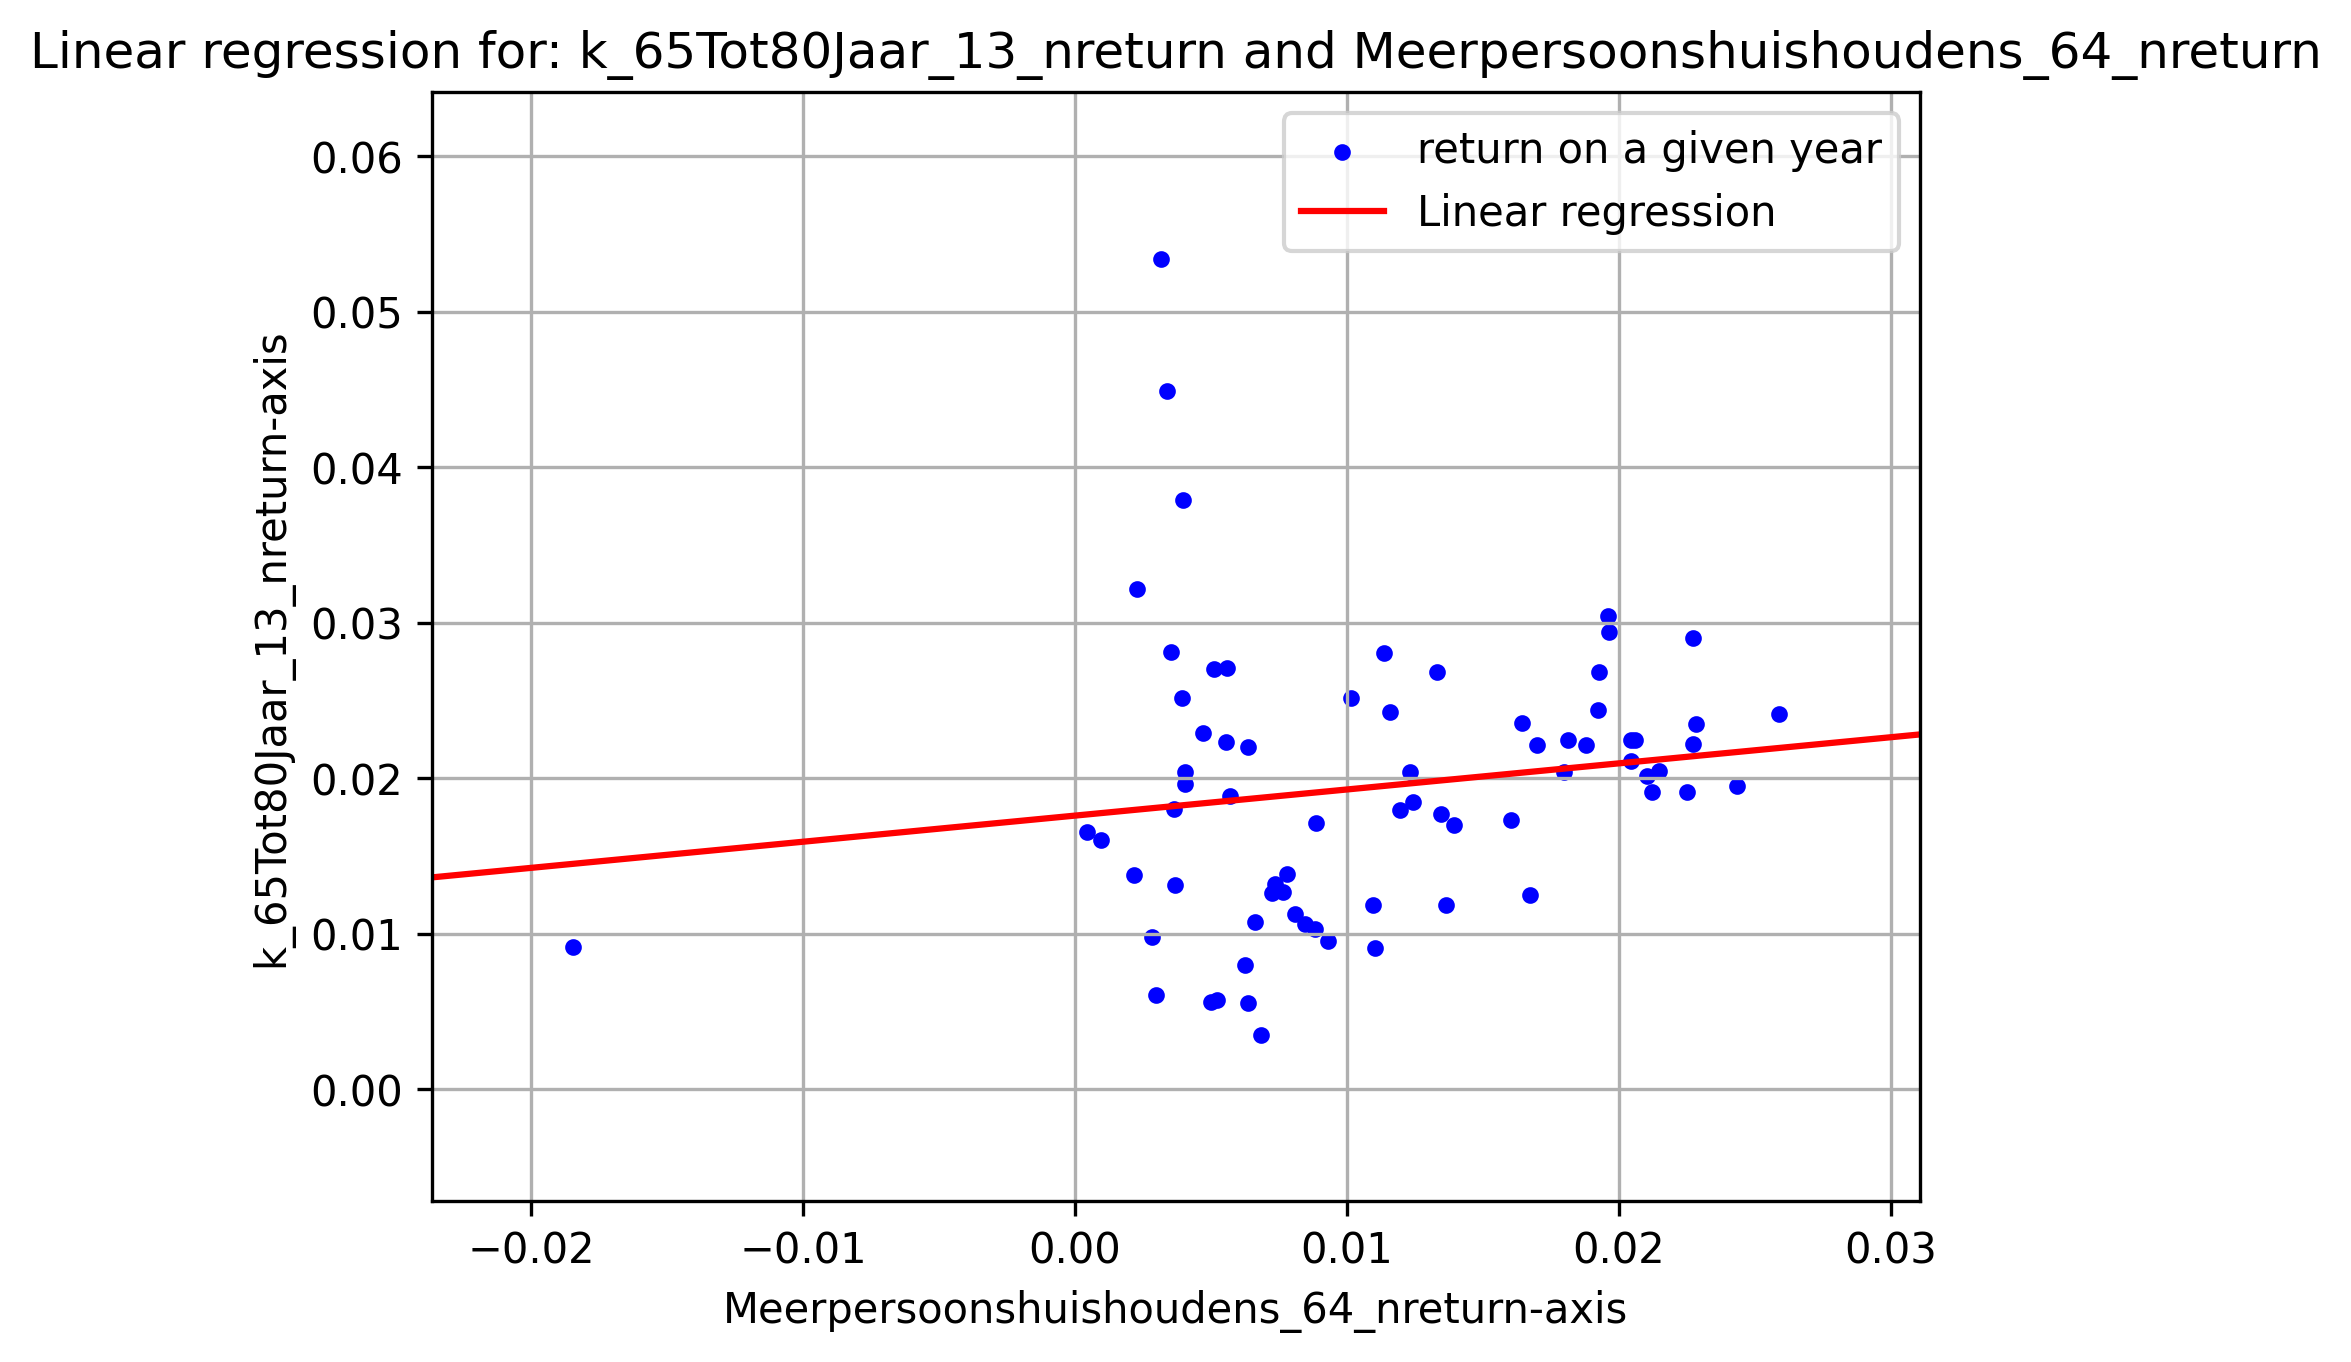 Linear regression for: k_65Tot80Jaar_13_nreturn and Meerpersoonshuishoudens_64_nreturn
return on a given year
Linear regression
k_65Tot80Jaar_13_nreturn-axis
0.06
0.05
0.04
0.03
0.02
0.01
0.00
−0.02 −0.01 0.00 0.01 0.02 0.03
Meerpersoonshuishoudens_64_nreturn-axis